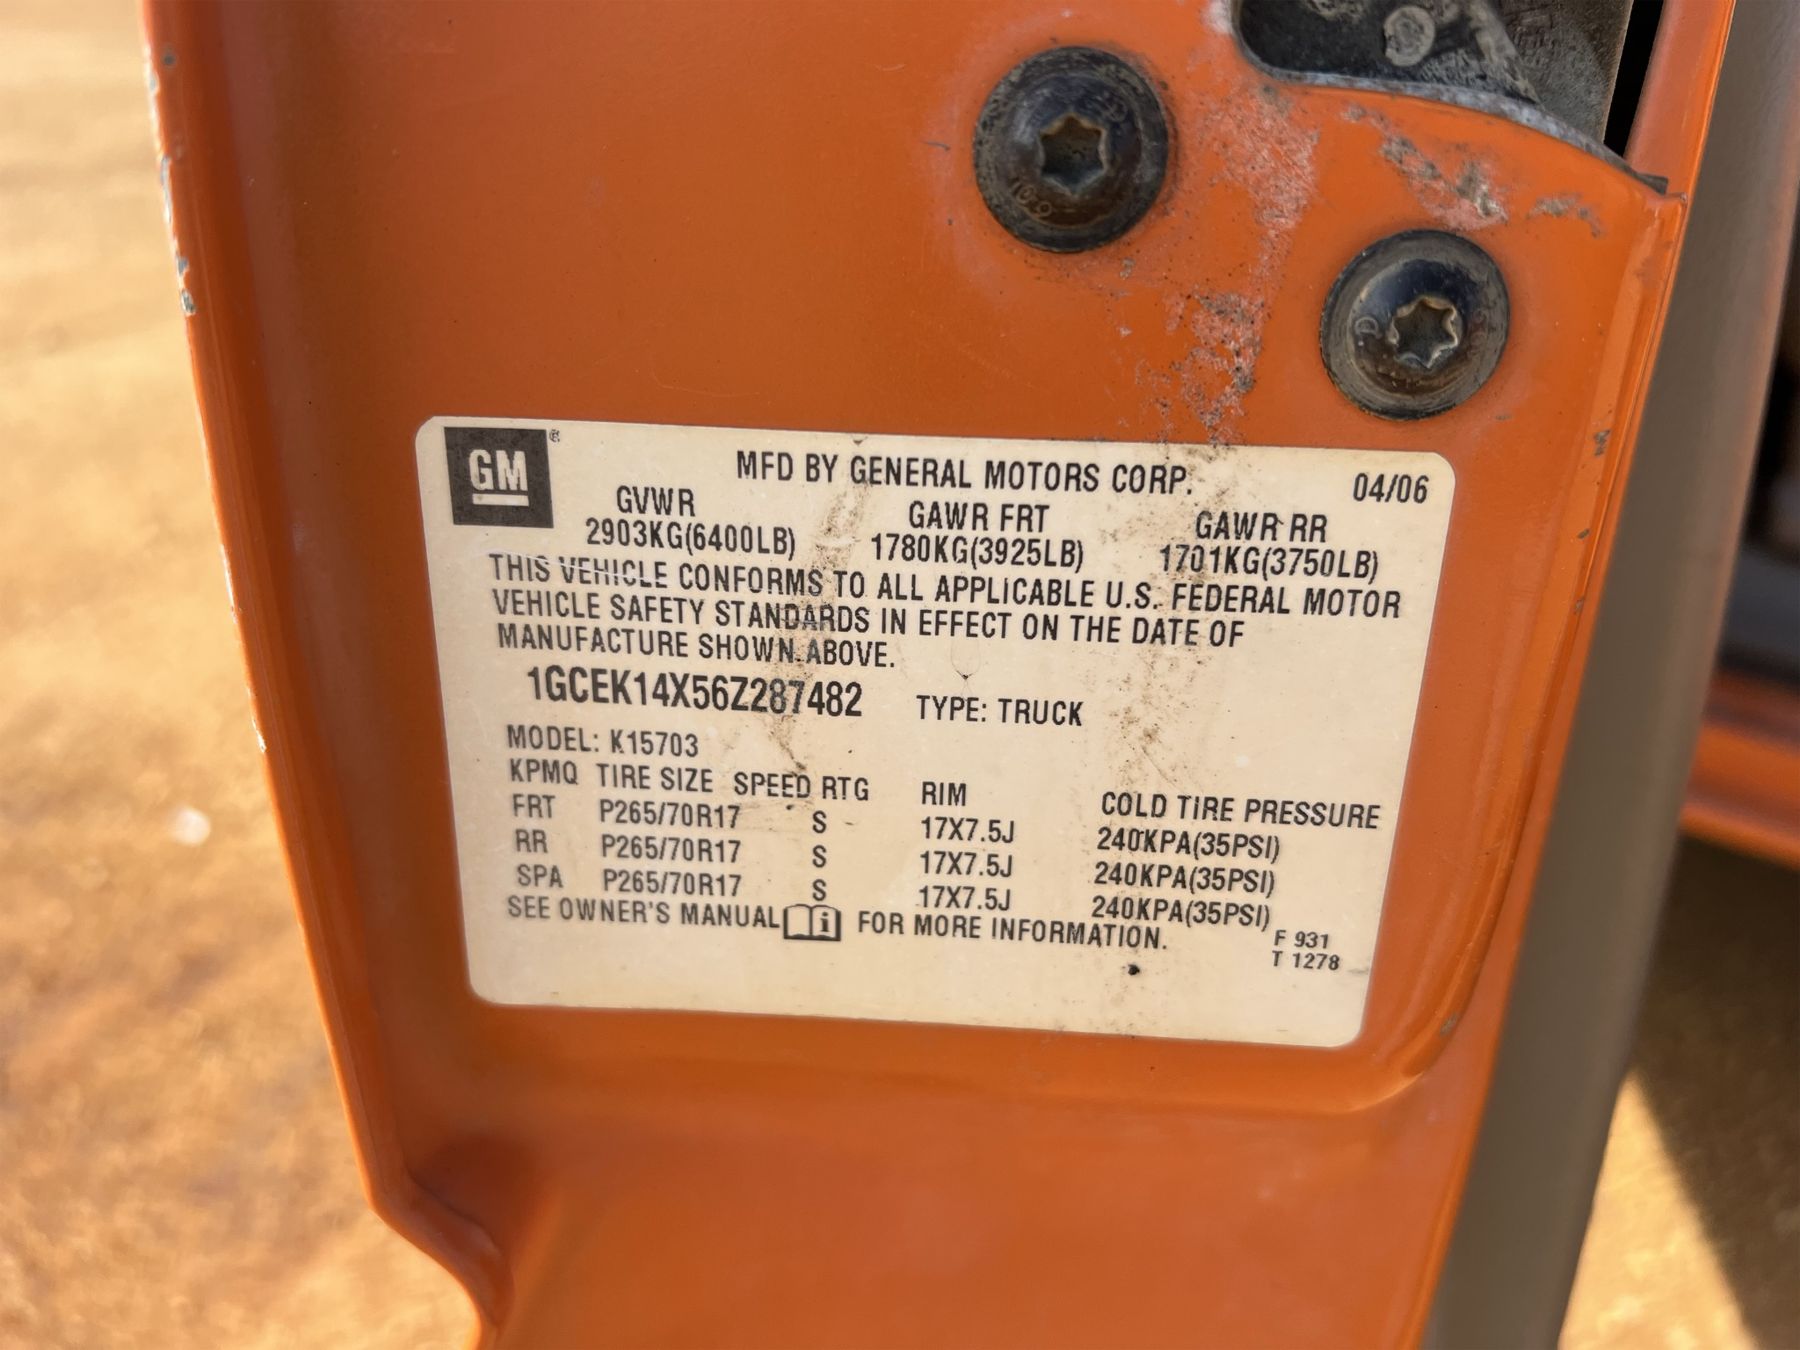 GM ®
MFD BY GENERAL MOTORS CORP. 04/06
GVWR GAWR FRT GAWR RR
2903KG(6400LB) 1780KG(3925LB) 1701KG(3750LB)
THIS VEHICLE CONFORMS TO ALL APPLICABLE U.S. FEDERAL MOTOR
VEHICLE SAFETY STANDARDS IN EFFECT ON THE DATE OF
MANUFACTURE SHOWN ABOVE.
1GCEK14X56Z287482 TYPE: TRUCK
MODEL: K15703
KPMQ TIRE SIZE SPEED RTG RIM COLD TIRE PRESSURE
FRT P265/70R17 S 17X7.5J 240KPA(35PSI)
RR P265/70R17 S 17X7.5J 240KPA(35PSI)
SPA P265/70R17 S 17X7.5J 240KPA(35PSI)
SEE OWNER'S MANUAL i FOR MORE INFORMATION.
F 931
T 1278